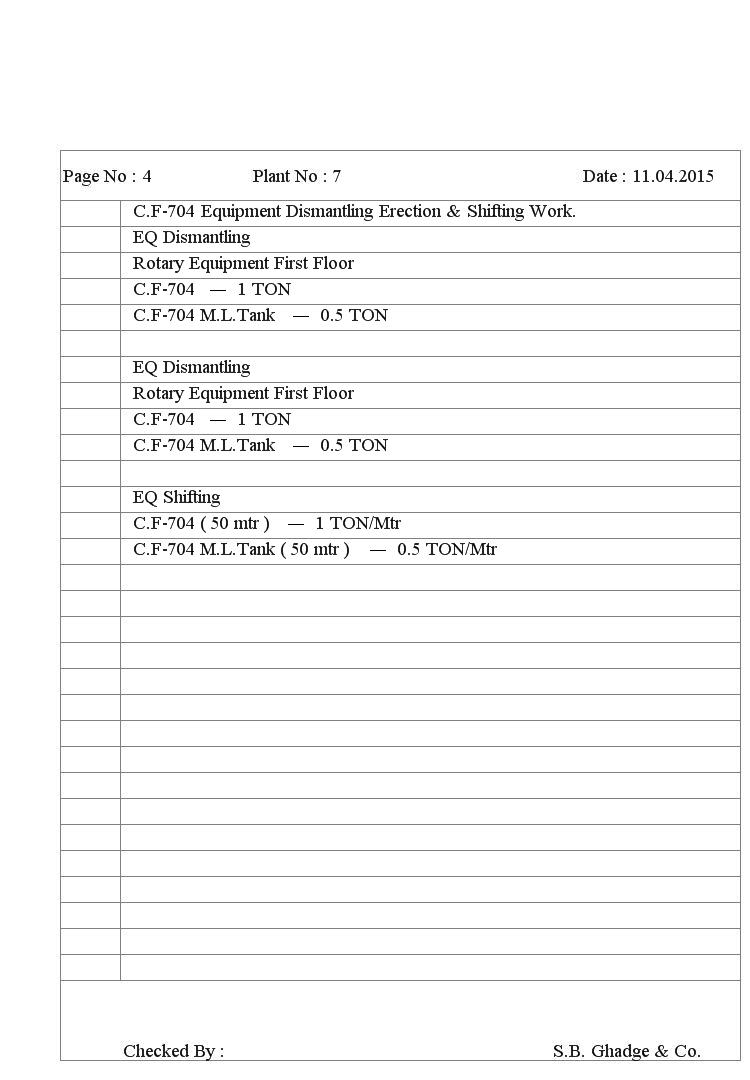 Page No : 4 Plant No : 7 Date : 11.04.2015
C.F-704 Equipment Dismantling Erection & Shifting Work.
EQ Dismantling
Rotary Equipment First Floor
C.F-704 — 1 TON
C.F-704 M.L.Tank — 0.5 TON
EQ Dismantling
Rotary Equipment First Floor
C.F-704 — 1 TON
C.F-704 M.L.Tank — 0.5 TON
EQ Shifting
C.F-704 ( 50 mtr ) — 1 TON/Mtr
C.F-704 M.L.Tank ( 50 mtr ) — 0.5 TON/Mtr
Checked By : S.B. Ghadge & Co.